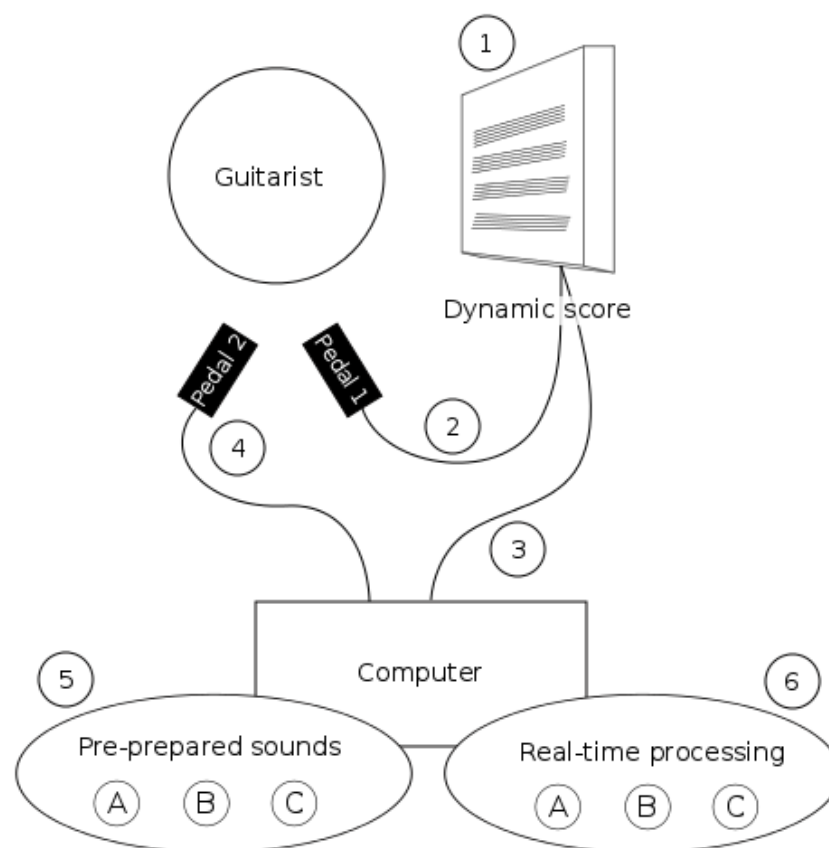 1
Guitarist
Dynamic score
Pedal 2
Pedal 1
2
4
3
Computer
5
6
Pre-prepared sounds
A B C
Real-time processing
A B C